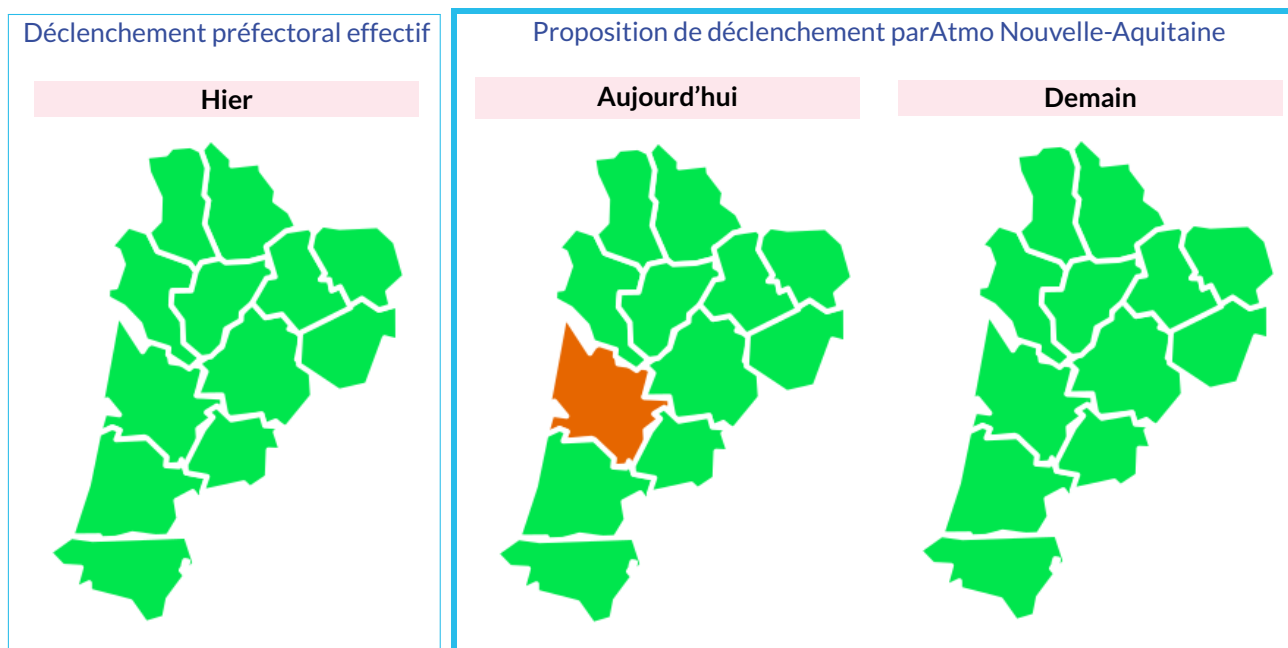 Déclenchement préfectoral effectif
Hier
Proposition de déclenchement parAtmo Nouvelle-Aquitaine
Aujourd'hui
Demain